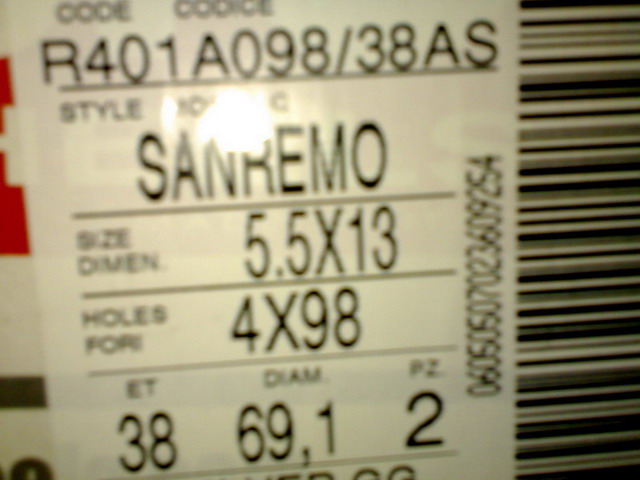 CODE CODICE
R401A098/38AS
STYLE
SANREMO
SIZE 5.5X13
DIMEN.
HOLES 4X98
FORI
ET DIAM. PZ.
38 69,1 2